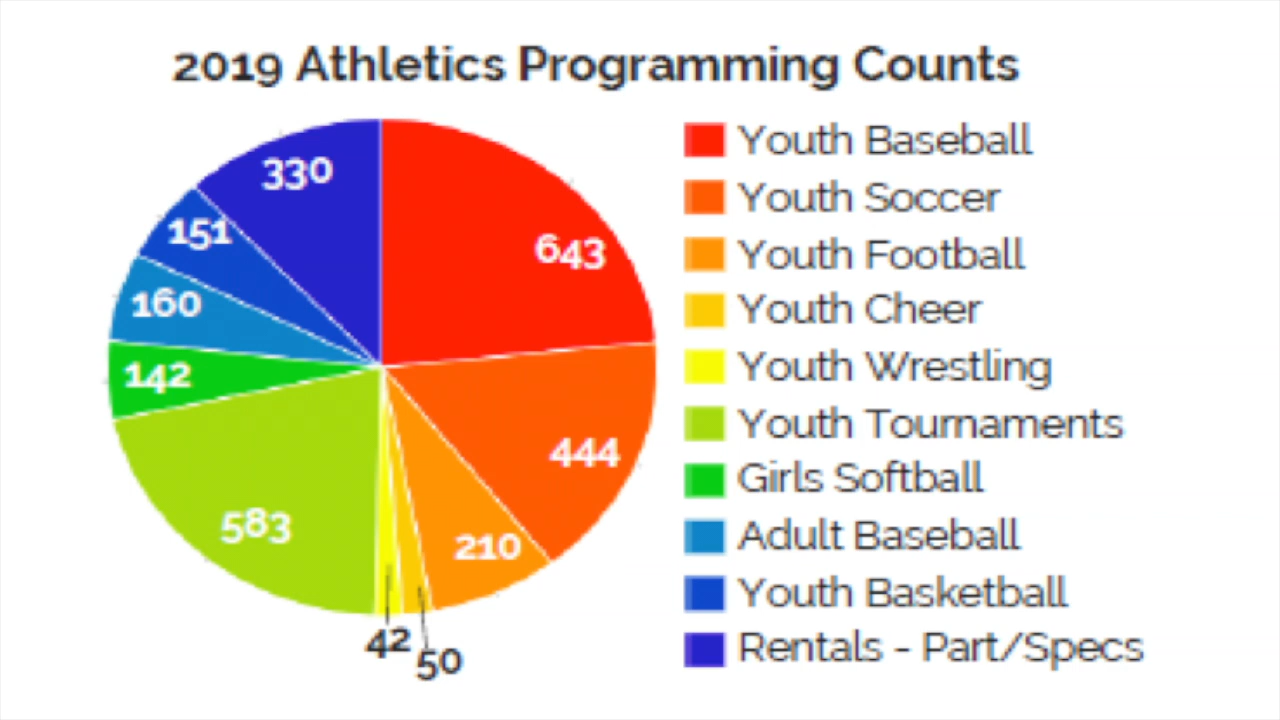 2019 Athletics Programming Counts
330
643
151
160
142
444
583
210
42
50
Youth Baseball
Youth Soccer
Youth Football
Youth Cheer
Youth Wrestling
Youth Tournaments
Girls Softball
Adult Baseball
Youth Basketball
Rentals - Part/Specs